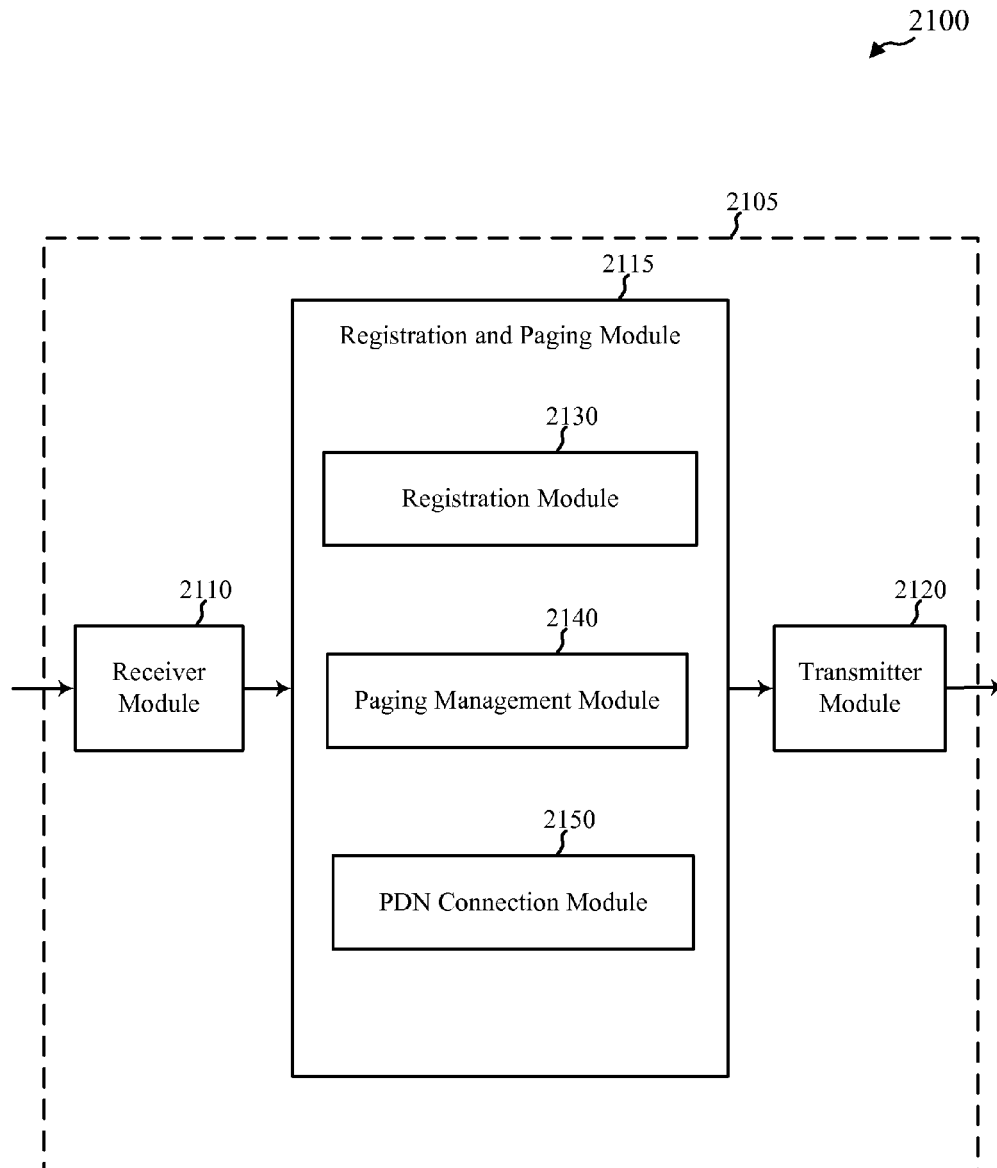 2100
2105
2115
Registration and Paging Module
2130
Registration Module
2110
Receiver
Module
2140
Paging Management Module
2120
Transmitter
Module
2150
PDN Connection Module